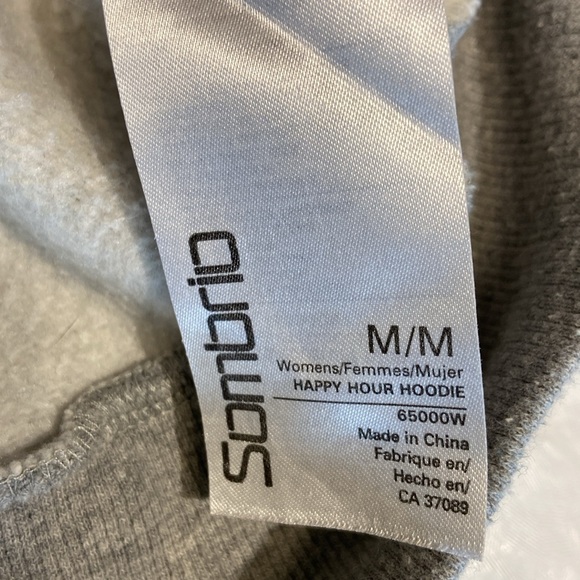 Sombrio
M/M
Womens/Femmes/Mujer
HAPPY HOUR HOODIE
65000W
Made in China
Fabrique en/
Hecho en/
CA 37089